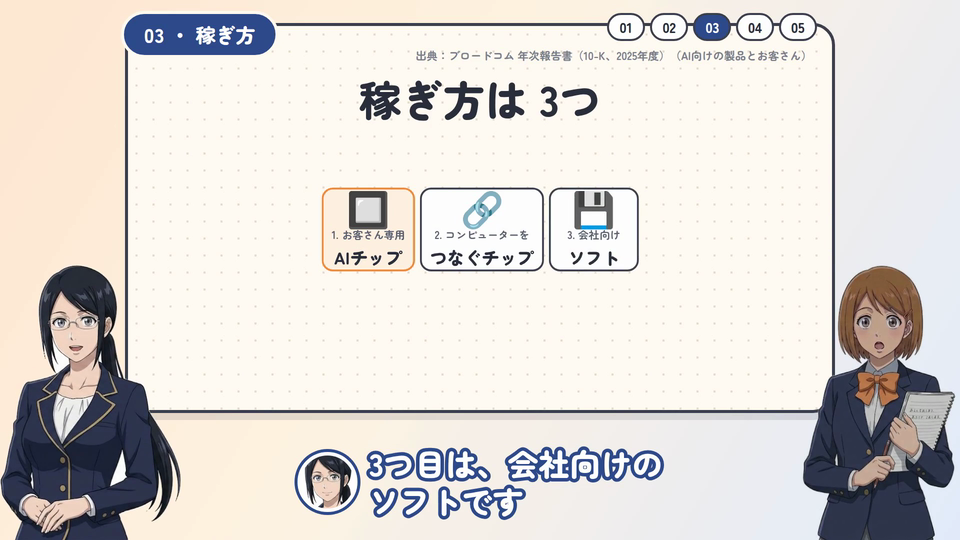 03 ・ 稼ぎ方
01 02 03 04 05
出典：ブロードコム 年次報告書（10-K、2025年度）（AI向けの製品とお客さん）
稼ぎ方は 3つ
1. お客さん専用
AIチップ
2. コンピューターを
つなぐチップ
3. 会社向け
ソフト
3つ目は、会社向けの
ソフトです